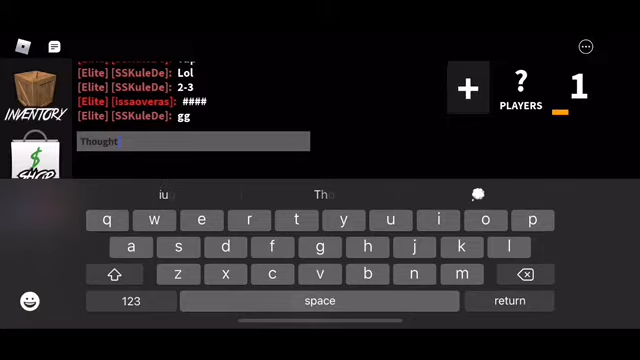 [Elite] [SSKuleDe]: Lol
[Elite] [SSKuleDe]: 2-3
[Elite] [issaoveras]: ####
[Elite] [SSKuleDe]: gg
Thought
INVENTORY
SHOP
+
?
PLAYERS
1
q w e r t y u i o p
a s d f g h j k l
z x c v b n m
123 space return